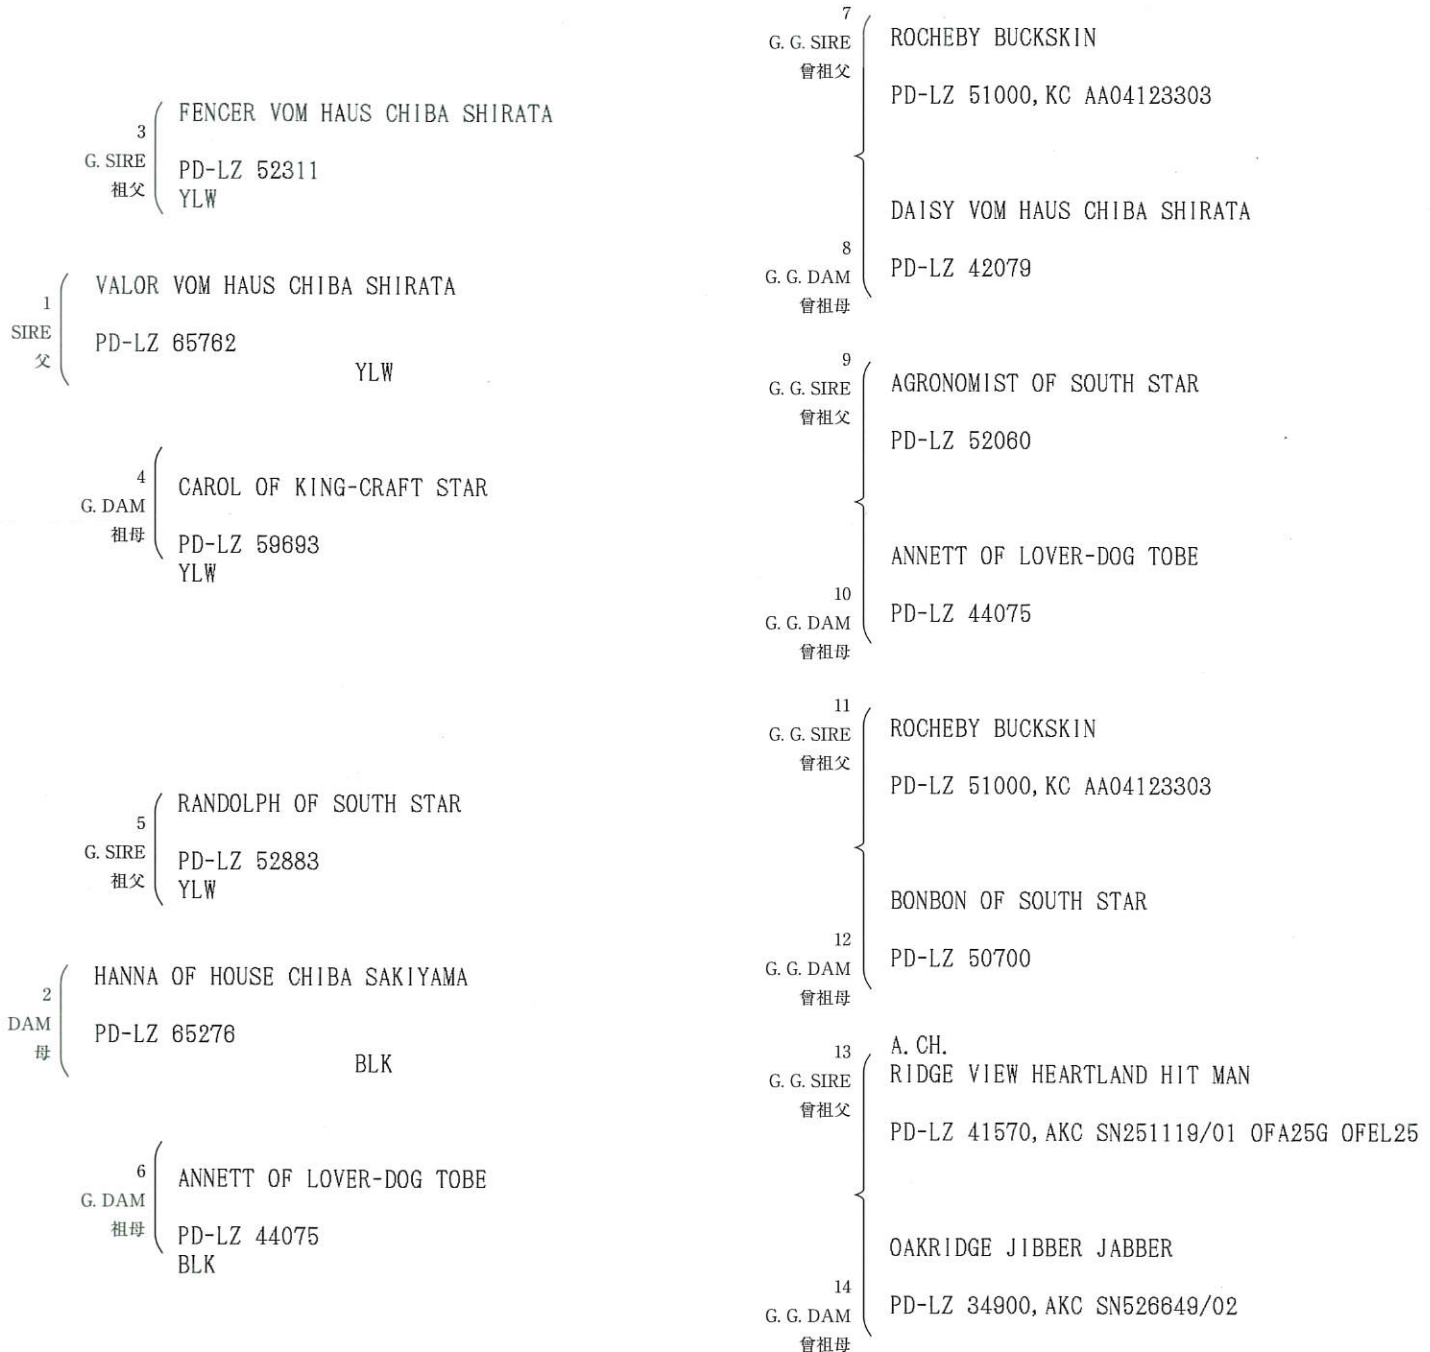 3
G. SIRE
祖父
FENCER VOM HAUS CHIBA SHIRATA
PD-LZ 52311
YLW
1
SIRE
父
VALOR VOM HAUS CHIBA SHIRATA
PD-LZ 65762
YLW
4
G. DAM
祖母
CAROL OF KING-CRAFT STAR
PD-LZ 59693
YLW
5
G. SIRE
祖父
RANDOLPH OF SOUTH STAR
PD-LZ 52883
YLW
2
DAM
母
HANNA OF HOUSE CHIBA SAKIYAMA
PD-LZ 65276
BLK
6
G. DAM
祖母
ANNETT OF LOVER-DOG TOBE
PD-LZ 44075
BLK
7
G. G. SIRE
曾祖父
ROCHEBY BUCKSKIN
PD-LZ 51000, KC AA04123303
DAISY VOM HAUS CHIBA SHIRATA
8
G. G. DAM
曾祖母
PD-LZ 42079
9
G. G. SIRE
曾祖父
AGRONOMIST OF SOUTH STAR
PD-LZ 52060
ANNETT OF LOVER-DOG TOBE
10
G. G. DAM
曾祖母
PD-LZ 44075
11
G. G. SIRE
曾祖父
ROCHEBY BUCKSKIN
PD-LZ 51000, KC AA04123303
BONBON OF SOUTH STAR
12
G. G. DAM
曾祖母
PD-LZ 50700
13
G. G. SIRE
曾祖父
A. CH.
RIDGE VIEW HEARTLAND HIT MAN
PD-LZ 41570, AKC SN251119/01 OFA25G OFEL25
OAKRIDGE JIBBER JABBER
14
G. G. DAM
曾祖母
PD-LZ 34900, AKC SN526649/02